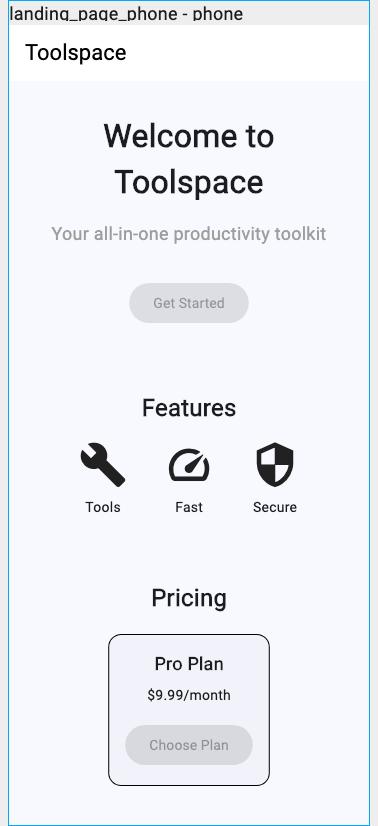 landing_page_phone - phone
Toolspace
Welcome to
Toolspace
Your all-in-one productivity toolkit
Get Started
Features
Tools
Fast
Secure
Pricing
Pro Plan
$9.99/month
Choose Plan